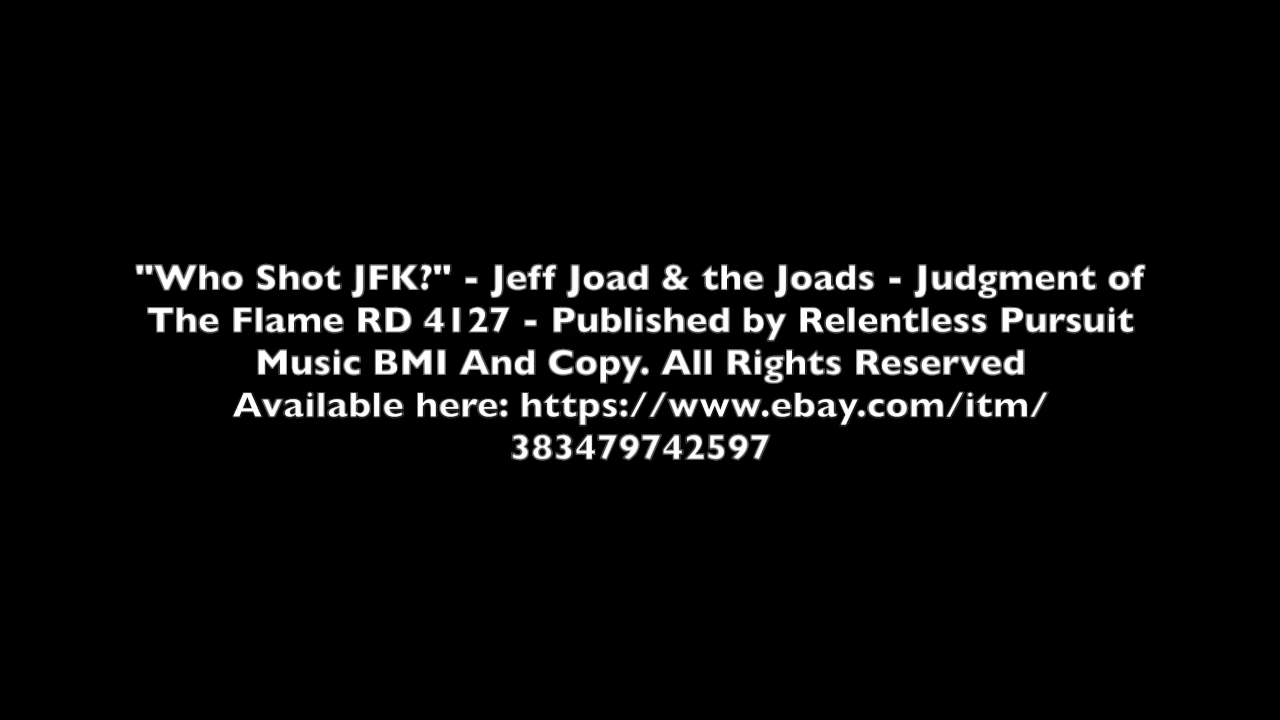 "Who Shot JFK?" - Jeff Joad & the Joads - Judgment of
The Flame RD 4127 - Published by Relentless Pursuit
Music BMI And Copy. All Rights Reserved
Available here: https://www.ebay.com/itm/
383479742597